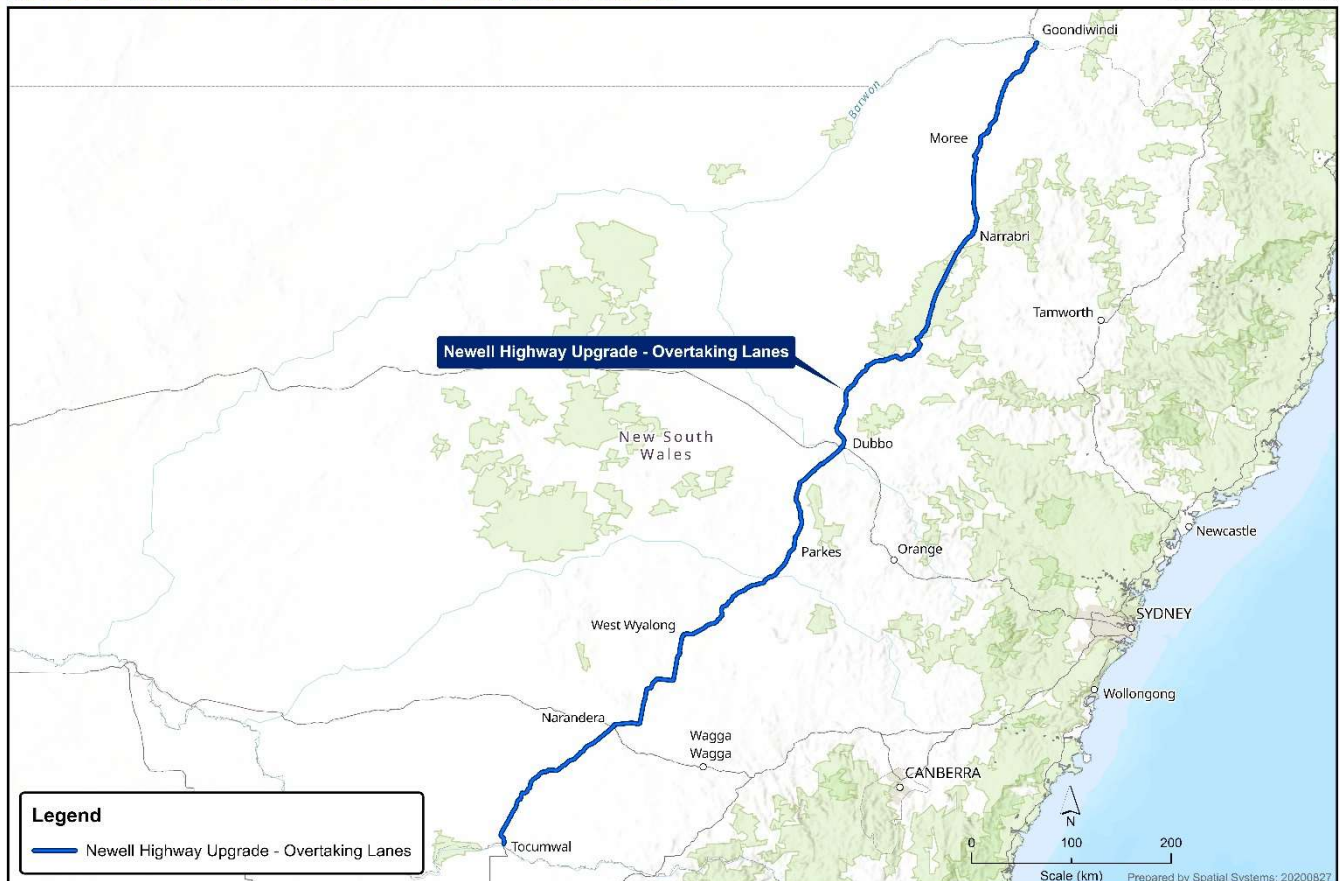 Goondiwindi
Barwon
Moree
Narrabri
Tamworth
Newell Highway Upgrade - Overtaking Lanes
New South
Wales
Dubbo
Newcastle
Parkes
Orange
SYDNEY
West Wyalong
Wollongong
Narandera
Wagga
Wagga
CANBERRA
Legend
Newell Highway Upgrade - Overtaking Lanes
Tocumwal
N
0 100 200
Scale (km)
Prepared by Spatial Systems: 20200827